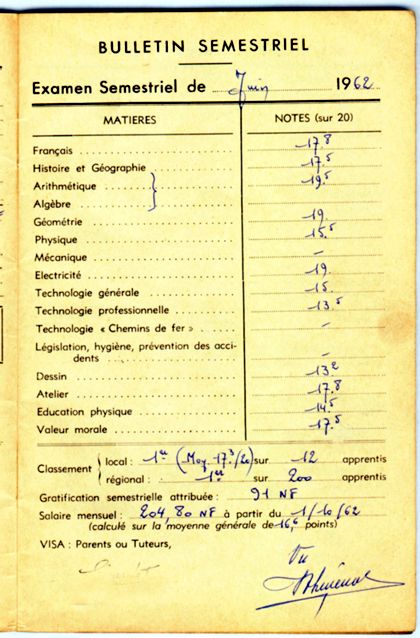 BULLETIN SEMESTRIEL
Examen Semestriel de Juin 1962
MATIERES NOTES (sur 20)
Français 17.8
Histoire et Géographie 17.5
Arithmétique 19.5
Algèbre
Géométrie 19.
Physique 15.5
Mécanique –
Electricité 19.
Technologie générale 15.
Technologie professionnelle 13.5
Technologie « Chemins de fer » –
Législation, hygiène, prévention des acci-
dents –
Dessin 13.2
Atelier 17.8
Education physique 14.5
Valeur morale 17.5
Classement local : 1er (Moy. 17.3/20) sur 12 apprentis
régional : 1er sur 200 apprentis
Gratification semestrielle attribuée : 91 NF
Salaire mensuel : 204,80 NF à partir du 1/10/62
(calculé sur la moyenne générale de 16,6 points)
VISA : Parents ou Tuteurs,
Vu